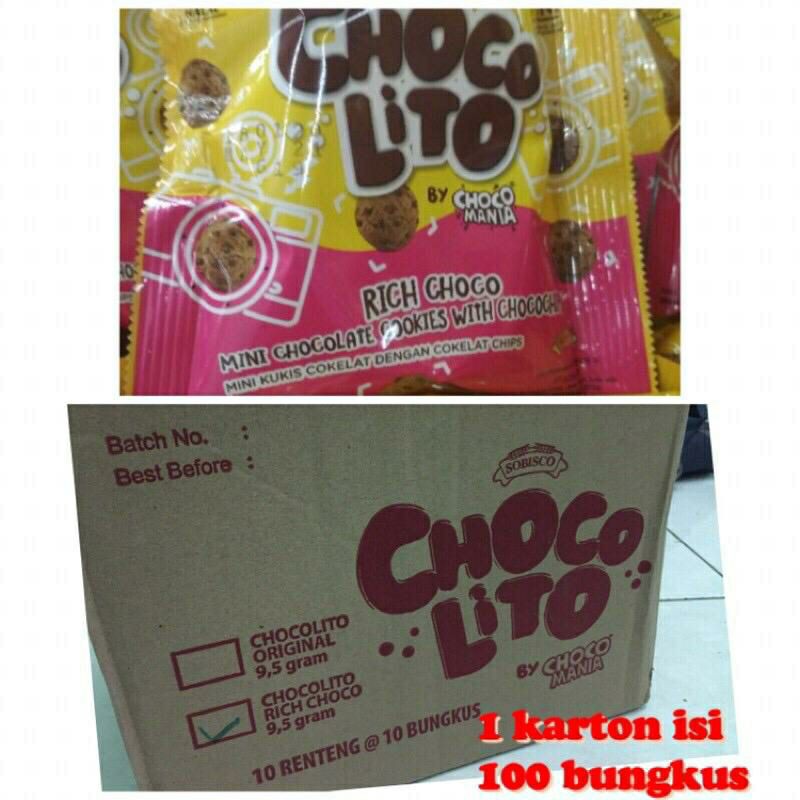 CHOCO
LiTO
BY CHOCO
MANIA
RICH CHOCO
MINI CHOCOLATE COOKIES WITH
MINI KUKIS COKELAT DENGAN COKELAT CHIPS
Batch No. :
Best Before :
SOBISCO
CHOCO
LiTO
BY CHOCO
MANIA
CHOCOLITO
ORIGINAL
9,5 gram
CHOCOLITO
RICH CHOCO
9,5 gram
10 RENTENG @ 10 BUNGKUS
1 karton isi
100 bungkus